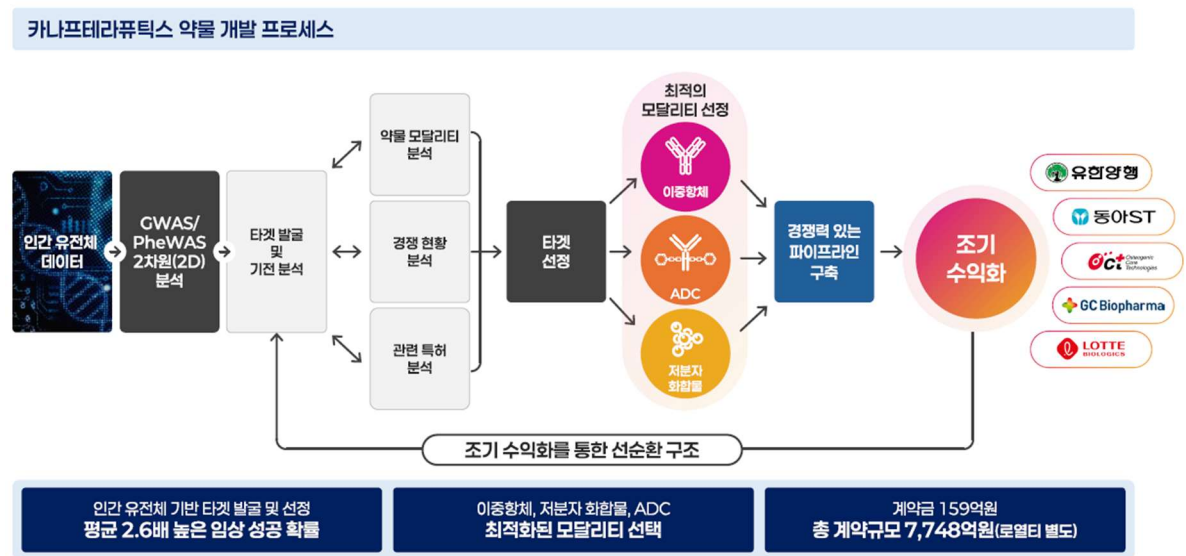 카나프테라퓨틱스 약물 개발 프로세스
인간 유전체
데이터
GWAS/
PheWAS
2차원(2D)
분석
타겟 발굴
및
기전 분석
약물 모달리티
분석
경쟁 현황
분석
관련 특허
분석
타겟
선정
최적의
모달리티 선정
이중항체
ADC
저분자
화합물
경쟁력 있는
파이프라인
구축
조기
수익화
유한양행
동아ST
Oct Osteogenic
Core
Technologies
GC Biopharma
LOTTE
BIOLOGICS
조기 수익화를 통한 선순환 구조
인간 유전체 기반 타겟 발굴 및 선정
평균 2.6배 높은 임상 성공 확률
이중항체, 저분자 화합물, ADC
최적화된 모달리티 선택
계약금 159억원
총 계약규모 7,748억원(로열티 별도)